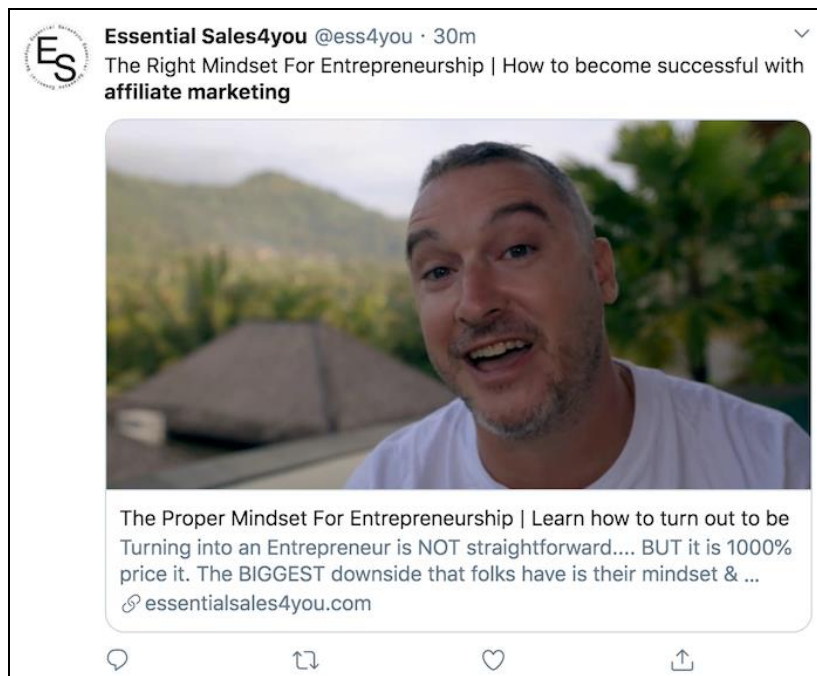 ES
Essential Sales4you @ess4you · 30m
The Right Mindset For Entrepreneurship | How to become successful with
affiliate marketing
The Proper Mindset For Entrepreneurship | Learn how to turn out to be
Turning into an Entrepreneur is NOT straightforward.... BUT it is 1000%
price it. The BIGGEST downside that folks have is their mindset & ...
essentialsales4you.com